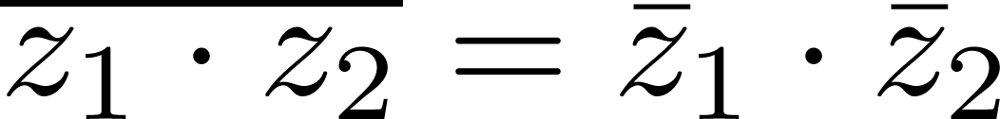 \overline{z_1 \cdot z_2} = \bar{z}_1 \cdot \bar{z}_2